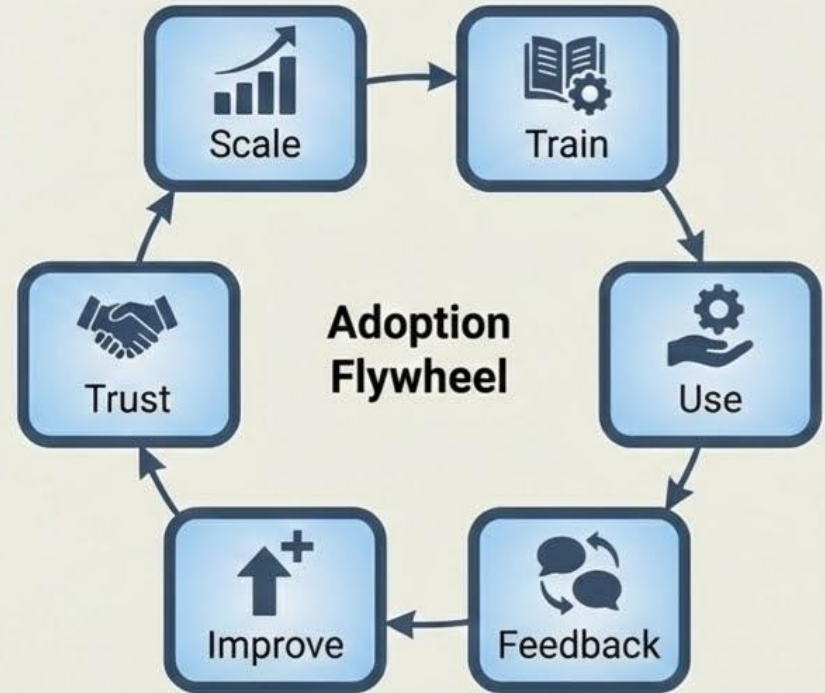 Scale
Train
Trust
Adoption
Flywheel
Use
Improve
Feedback